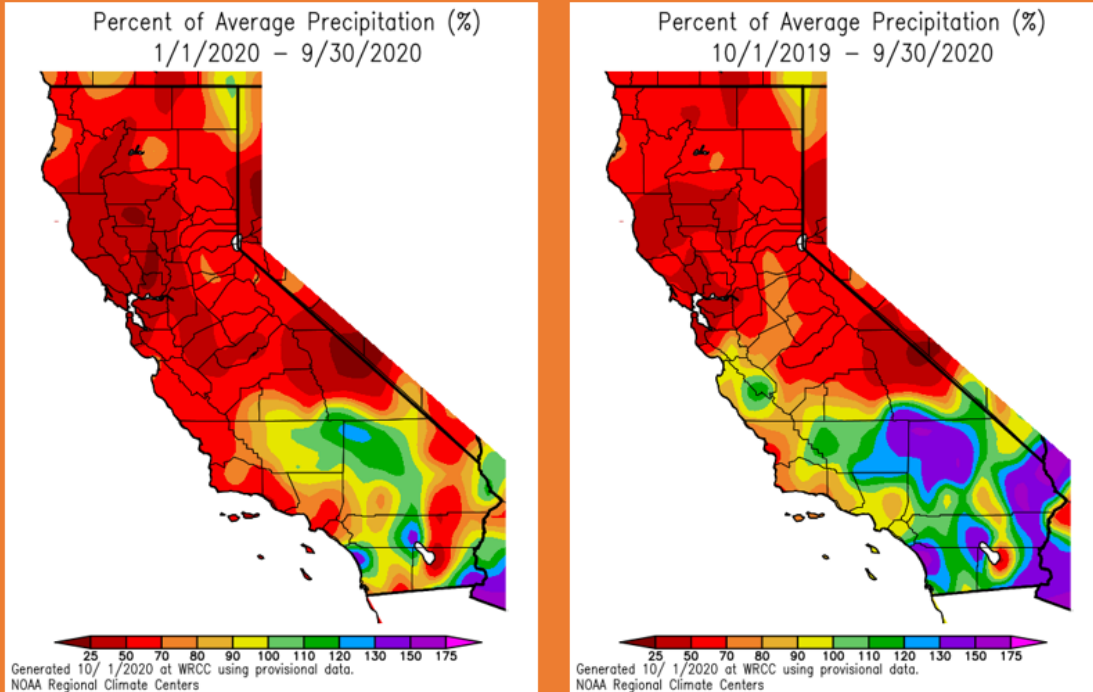 Percent of Average Precipitation (%)
1/1/2020 – 9/30/2020
25 50 70 80 90 100 110 120 130 150 175
Generated 10/ 1/2020 at WRCC using provisional data.
NOAA Regional Climate Centers
Percent of Average Precipitation (%)
10/1/2019 – 9/30/2020
25 50 70 80 90 100 110 120 130 150 175
Generated 10/ 1/2020 at WRCC using provisional data.
NOAA Regional Climate Centers